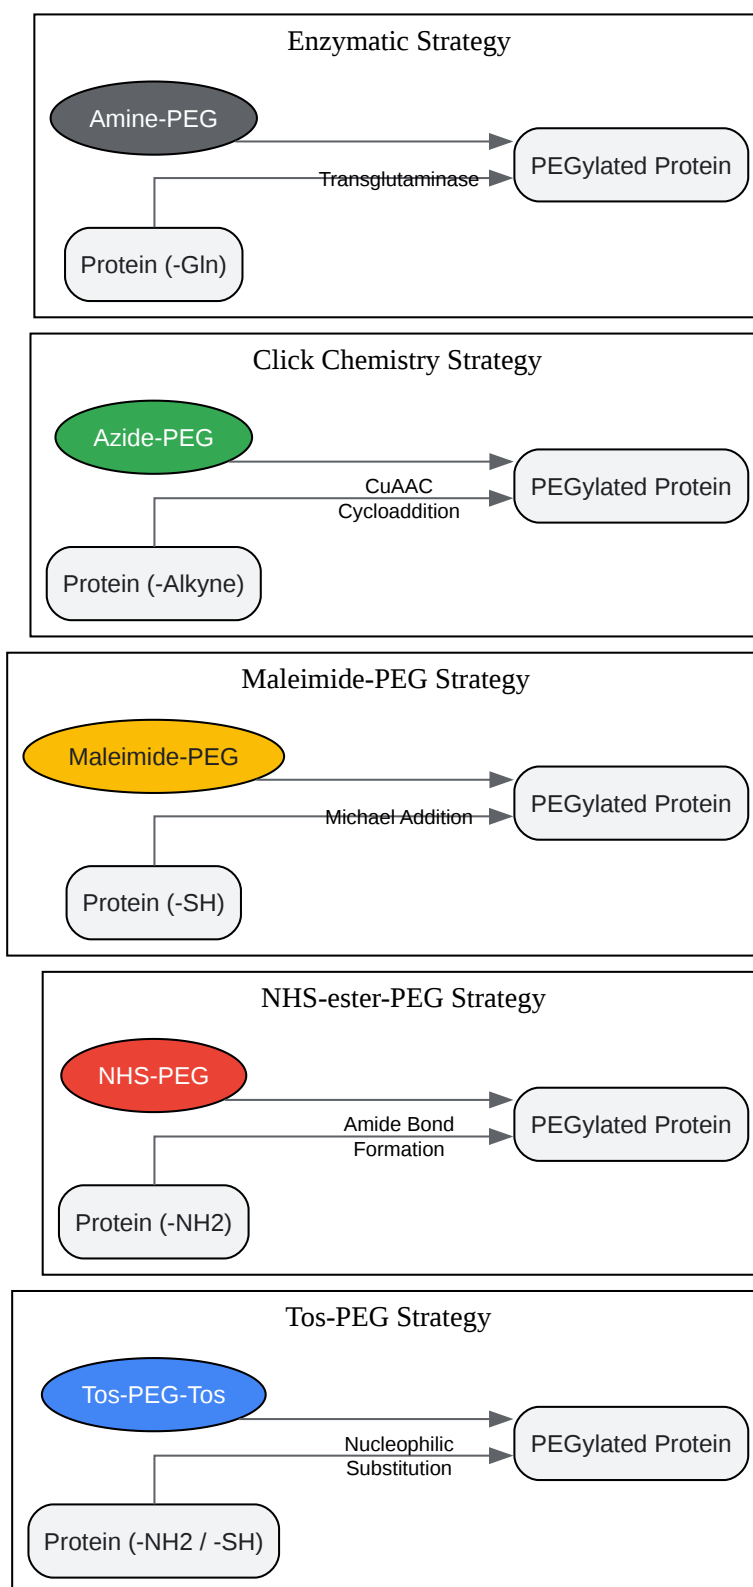 Enzymatic Strategy
Amine-PEG
PEGylated Protein
Transglutaminase
Protein (-Gln)
Click Chemistry Strategy
Azide-PEG
PEGylated Protein
CuAAC
Cycloaddition
Protein (-Alkyne)
Maleimide-PEG Strategy
Maleimide-PEG
PEGylated Protein
Michael Addition
Protein (-SH)
NHS-ester-PEG Strategy
NHS-PEG
PEGylated Protein
Amide Bond
Formation
Protein (-NH2)
Tos-PEG Strategy
Tos-PEG-Tos
PEGylated Protein
Nucleophilic
Substitution
Protein (-NH2 / -SH)